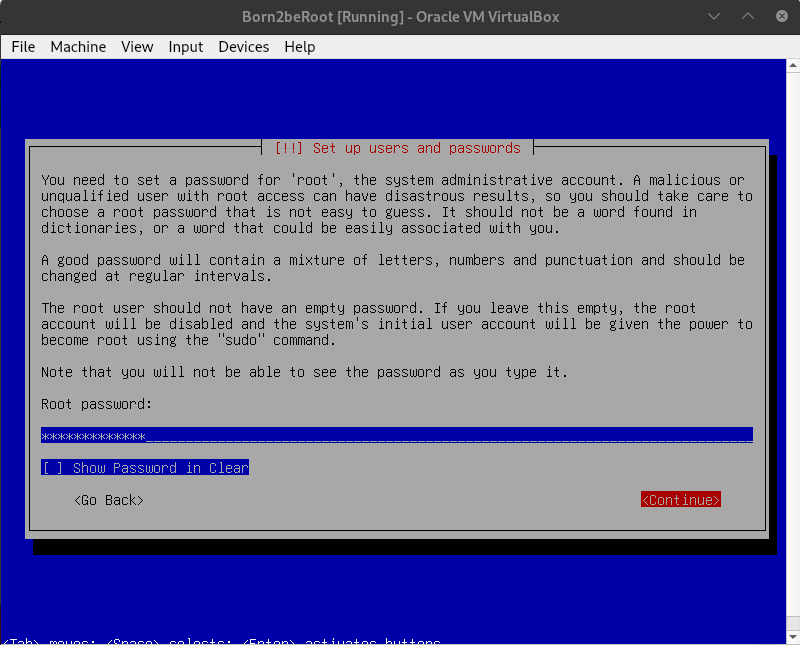 Born2beRoot [Running] - Oracle VM VirtualBox
File Machine View Input Devices Help
[!!] Set up users and passwords
You need to set a password for 'root', the system administrative account. A malicious or
unqualified user with root access can have disastrous results, so you should take care to
choose a root password that is not easy to guess. It should not be a word found in
dictionaries, or a word that could be easily associated with you.
A good password will contain a mixture of letters, numbers and punctuation and should be
changed at regular intervals.
The root user should not have an empty password. If you leave this empty, the root
account will be disabled and the system's initial user account will be given the power to
become root using the "sudo" command.
Note that you will not be able to see the password as you type it.
Root password:
*************
[ ] Show Password in Clear
<Go Back> <Continue>
<Tab> moves; <Space> selects; <Enter> activates buttons